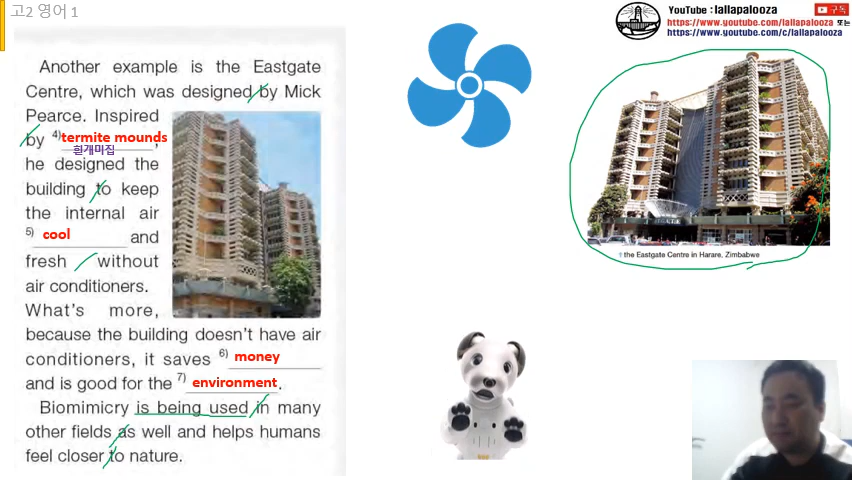 고2 영어 1
YouTube : lallapalooza
구독
https://www.youtube.com/lallapalooza 또는
https://www.youtube.com/c/lallapalooza
Another example is the Eastgate
Centre, which was designed by Mick
Pearce. Inspired
by 4) termite mounds,
흰개미집
he designed the
building to keep
the internal air
5) cool and
fresh without
air conditioners.
What's more,
because the building doesn't have air
conditioners, it saves 6) money
and is good for the 7) environment.
Biomimicry is being used in many
other fields as well and helps humans
feel closer to nature.
↑ the Eastgate Centre in Harare, Zimbabwe